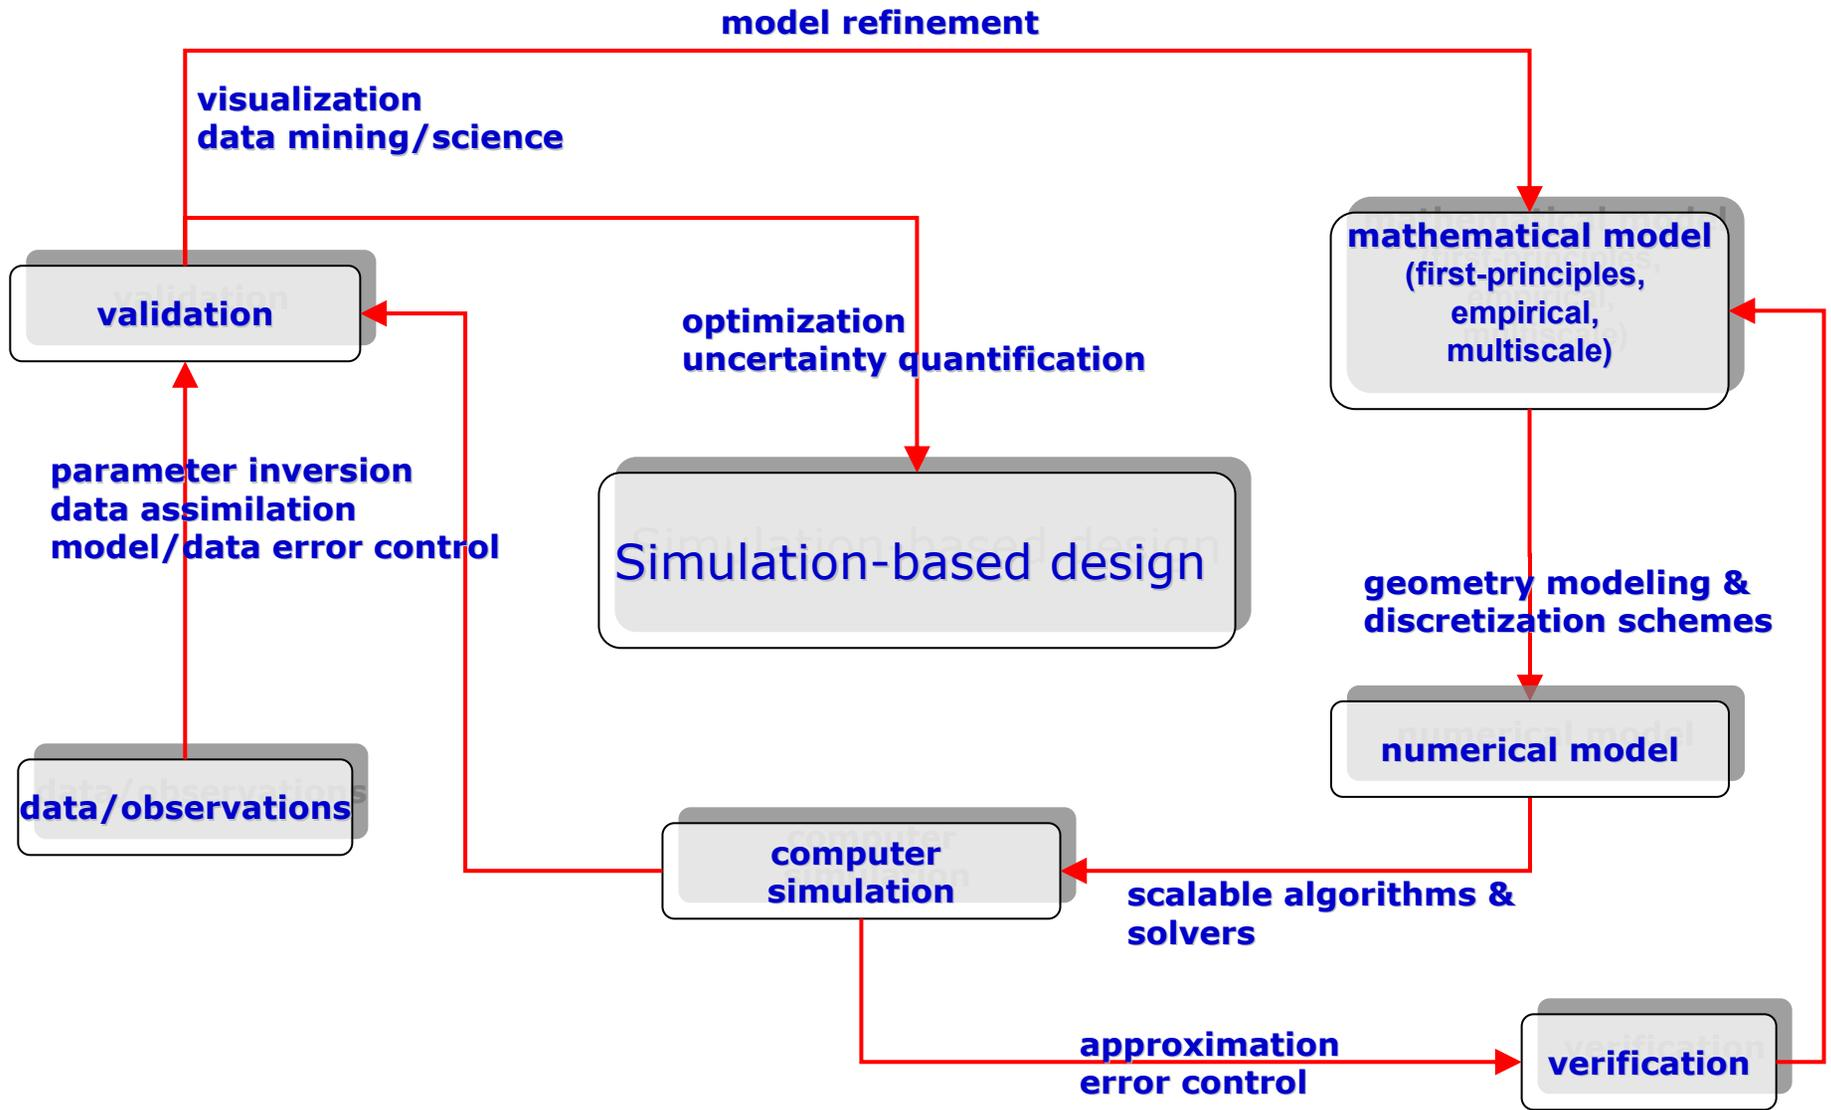 model refinement
visualization
data mining/science
mathematical model
(first-principles,
empirical,
multiscale)
validation
optimization
uncertainty quantification
parameter inversion
data assimilation
model/data error control
Simulation-based design
geometry modeling &
discretization schemes
numerical model
data/observations
computer
simulation
scalable algorithms &
solvers
approximation
error control
verification